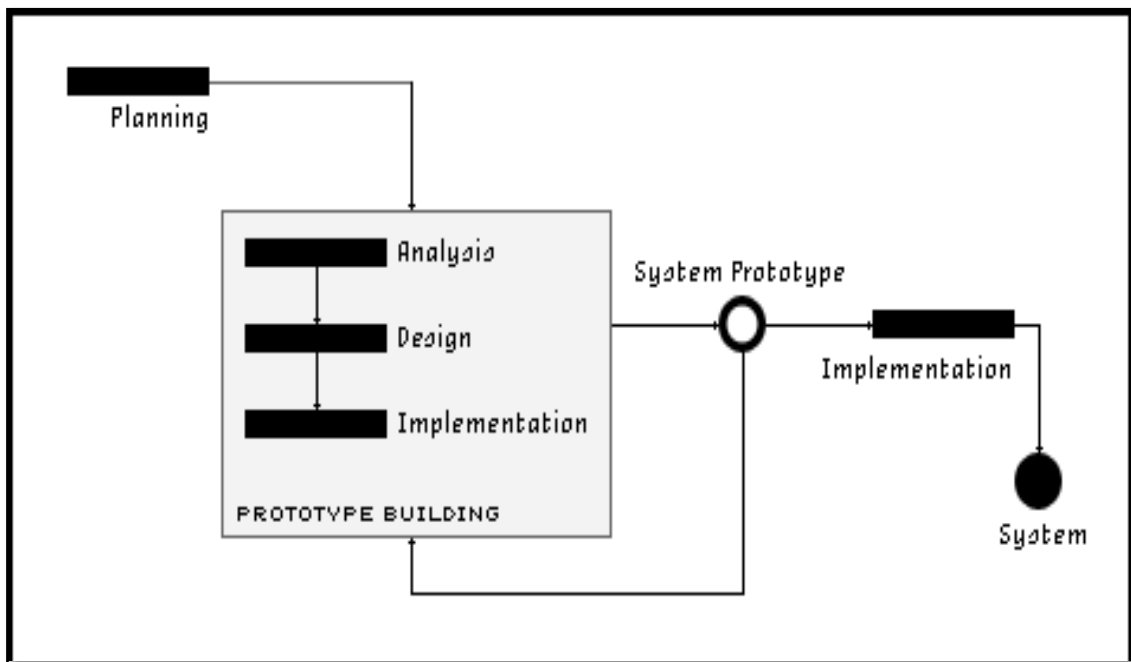 Planning
Analysis
System Prototype
Design
Implementation
Implementation
PROTOTYPE BUILDING
System